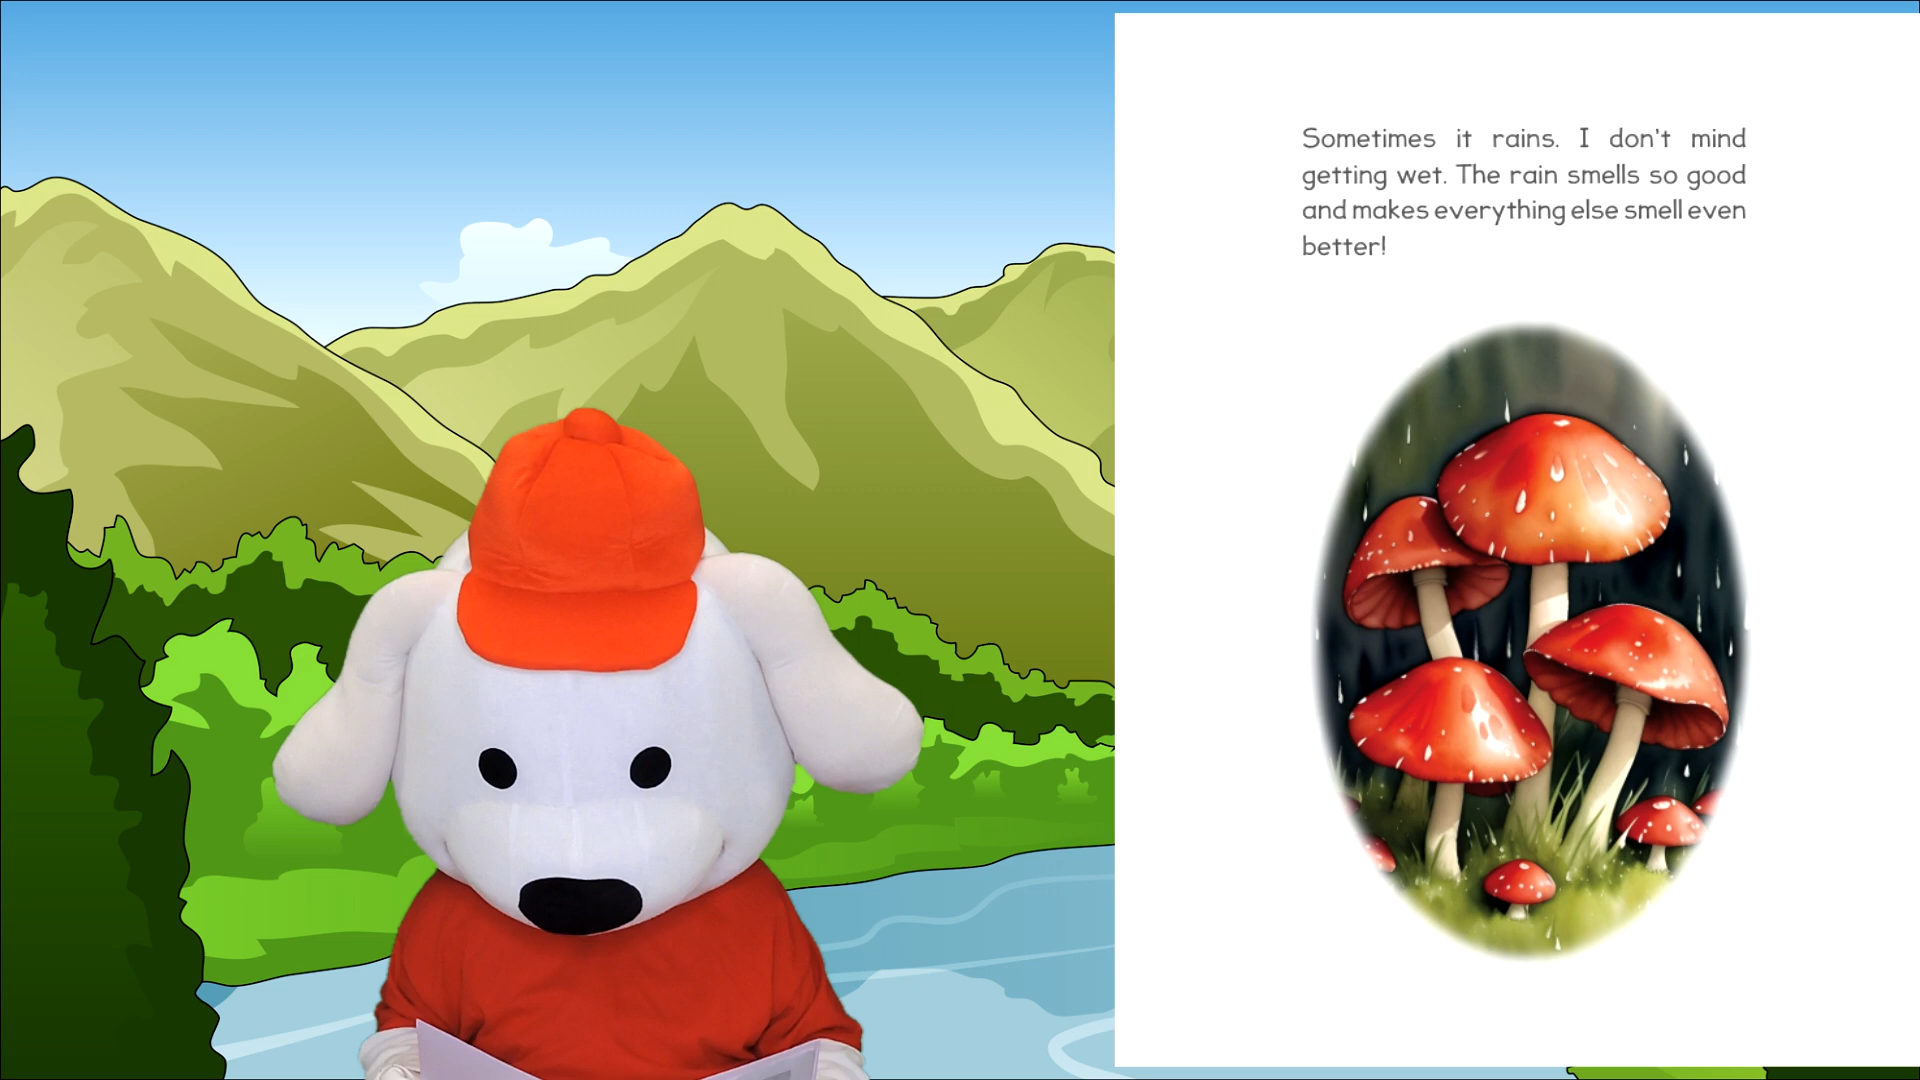 Sometimes it rains. I don't mind
getting wet. The rain smells so good
and makes everything else smell even
better!